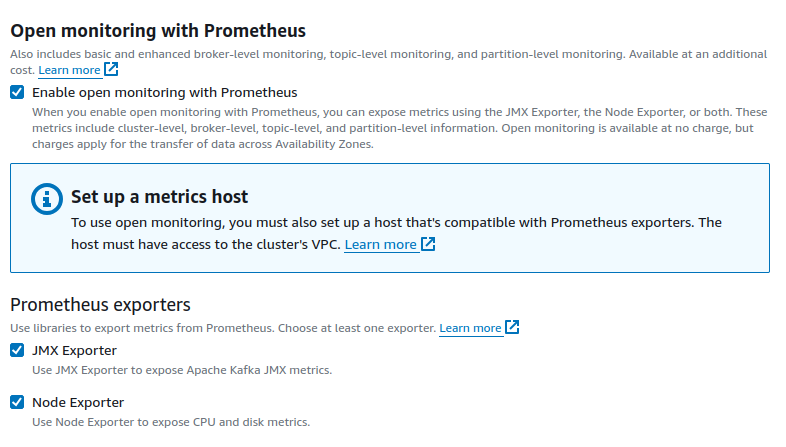 Open monitoring with Prometheus
Also includes basic and enhanced broker-level monitoring, topic-level monitoring, and partition-level monitoring. Available at an additional
cost. Learn more
Enable open monitoring with Prometheus
When you enable open monitoring with Prometheus, you can expose metrics using the JMX Exporter, the Node Exporter, or both. These
metrics include cluster-level, broker-level, topic-level, and partition-level information. Open monitoring is available at no charge, but
charges apply for the transfer of data across Availability Zones.
Set up a metrics host
To use open monitoring, you must also set up a host that's compatible with Prometheus exporters. The
host must have access to the cluster's VPC. Learn more
Prometheus exporters
Use libraries to export metrics from Prometheus. Choose at least one exporter. Learn more
JMX Exporter
Use JMX Exporter to expose Apache Kafka JMX metrics.
Node Exporter
Use Node Exporter to expose CPU and disk metrics.